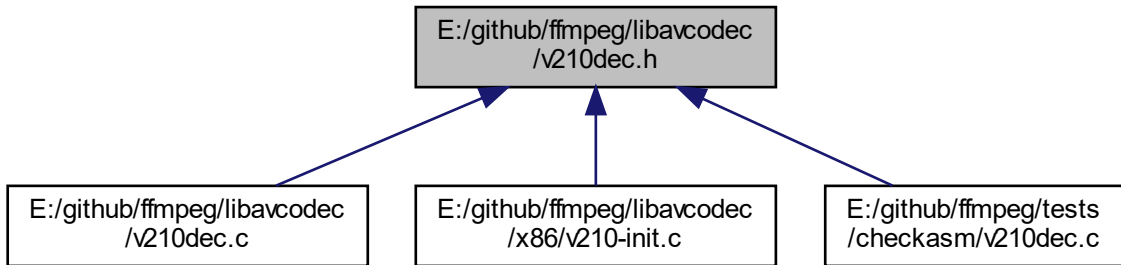 E:/github/ffmpeg/libavcodec
/v210dec.h
E:/github/ffmpeg/libavcodec
/v210dec.c
E:/github/ffmpeg/libavcodec
/x86/v210-init.c
E:/github/ffmpeg/tests
/checkasm/v210dec.c